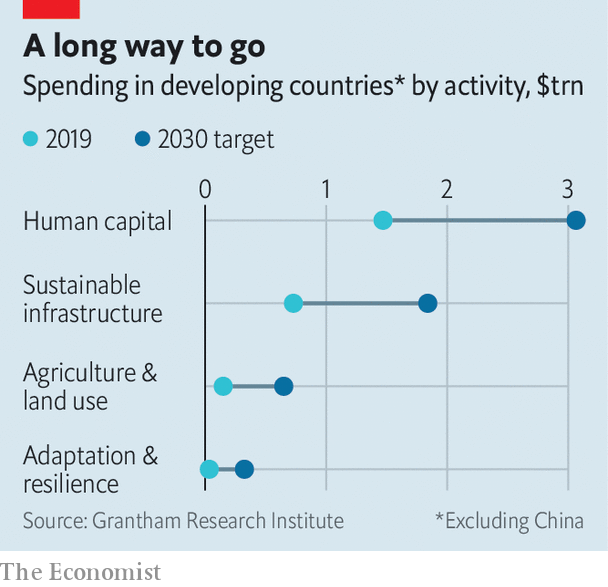 A long way to go
Spending in developing countries* by activity, $trn
2019 2030 target
0 1 2 3
Human capital
Sustainable
infrastructure
Agriculture &
land use
Adaptation &
resilience
Source: Grantham Research Institute *Excluding China
The Economist